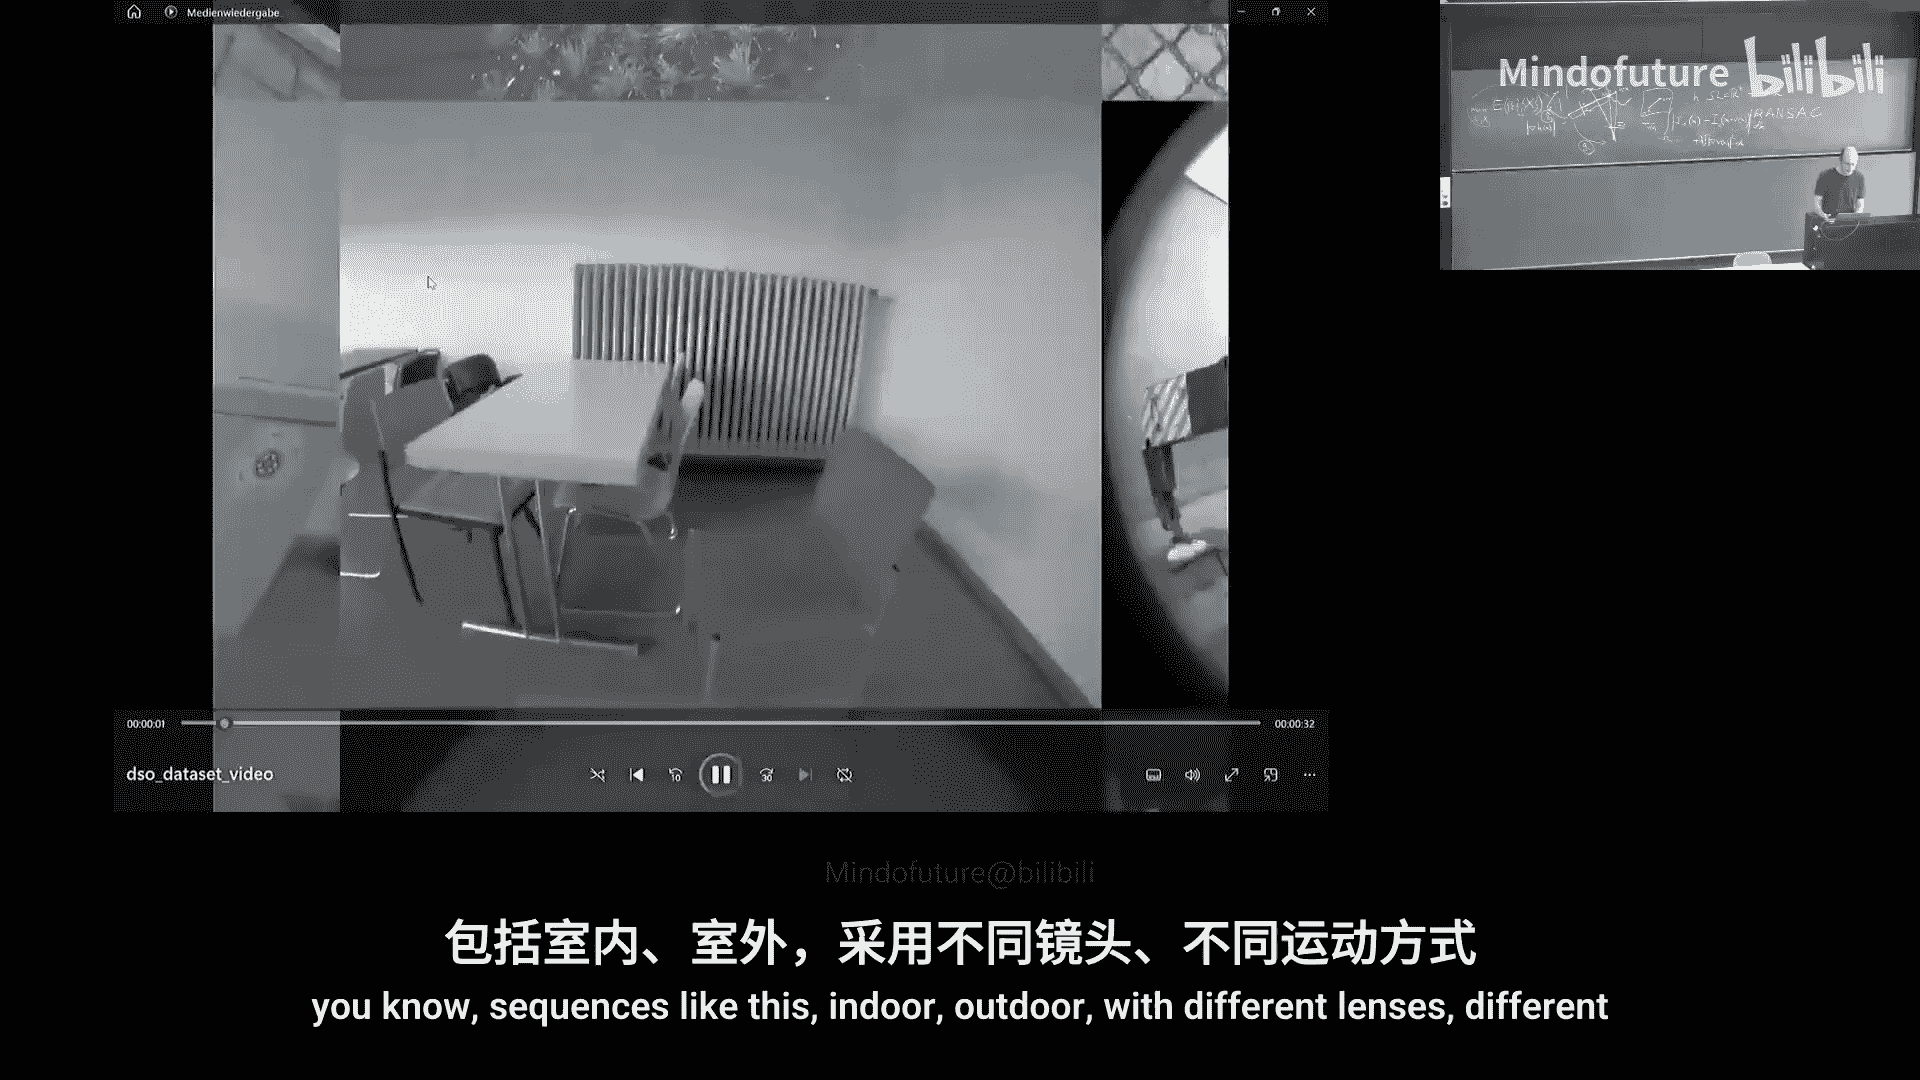 Medienwiedergabe
Mindofuture bilibili
RANSAC
00:00:01
00:00:32
dso_dataset_video
10
30
Mindofuture@bilibili
包括室内、室外，采用不同镜头、不同运动方式
you know, sequences like this, indoor, outdoor, with different lenses, different